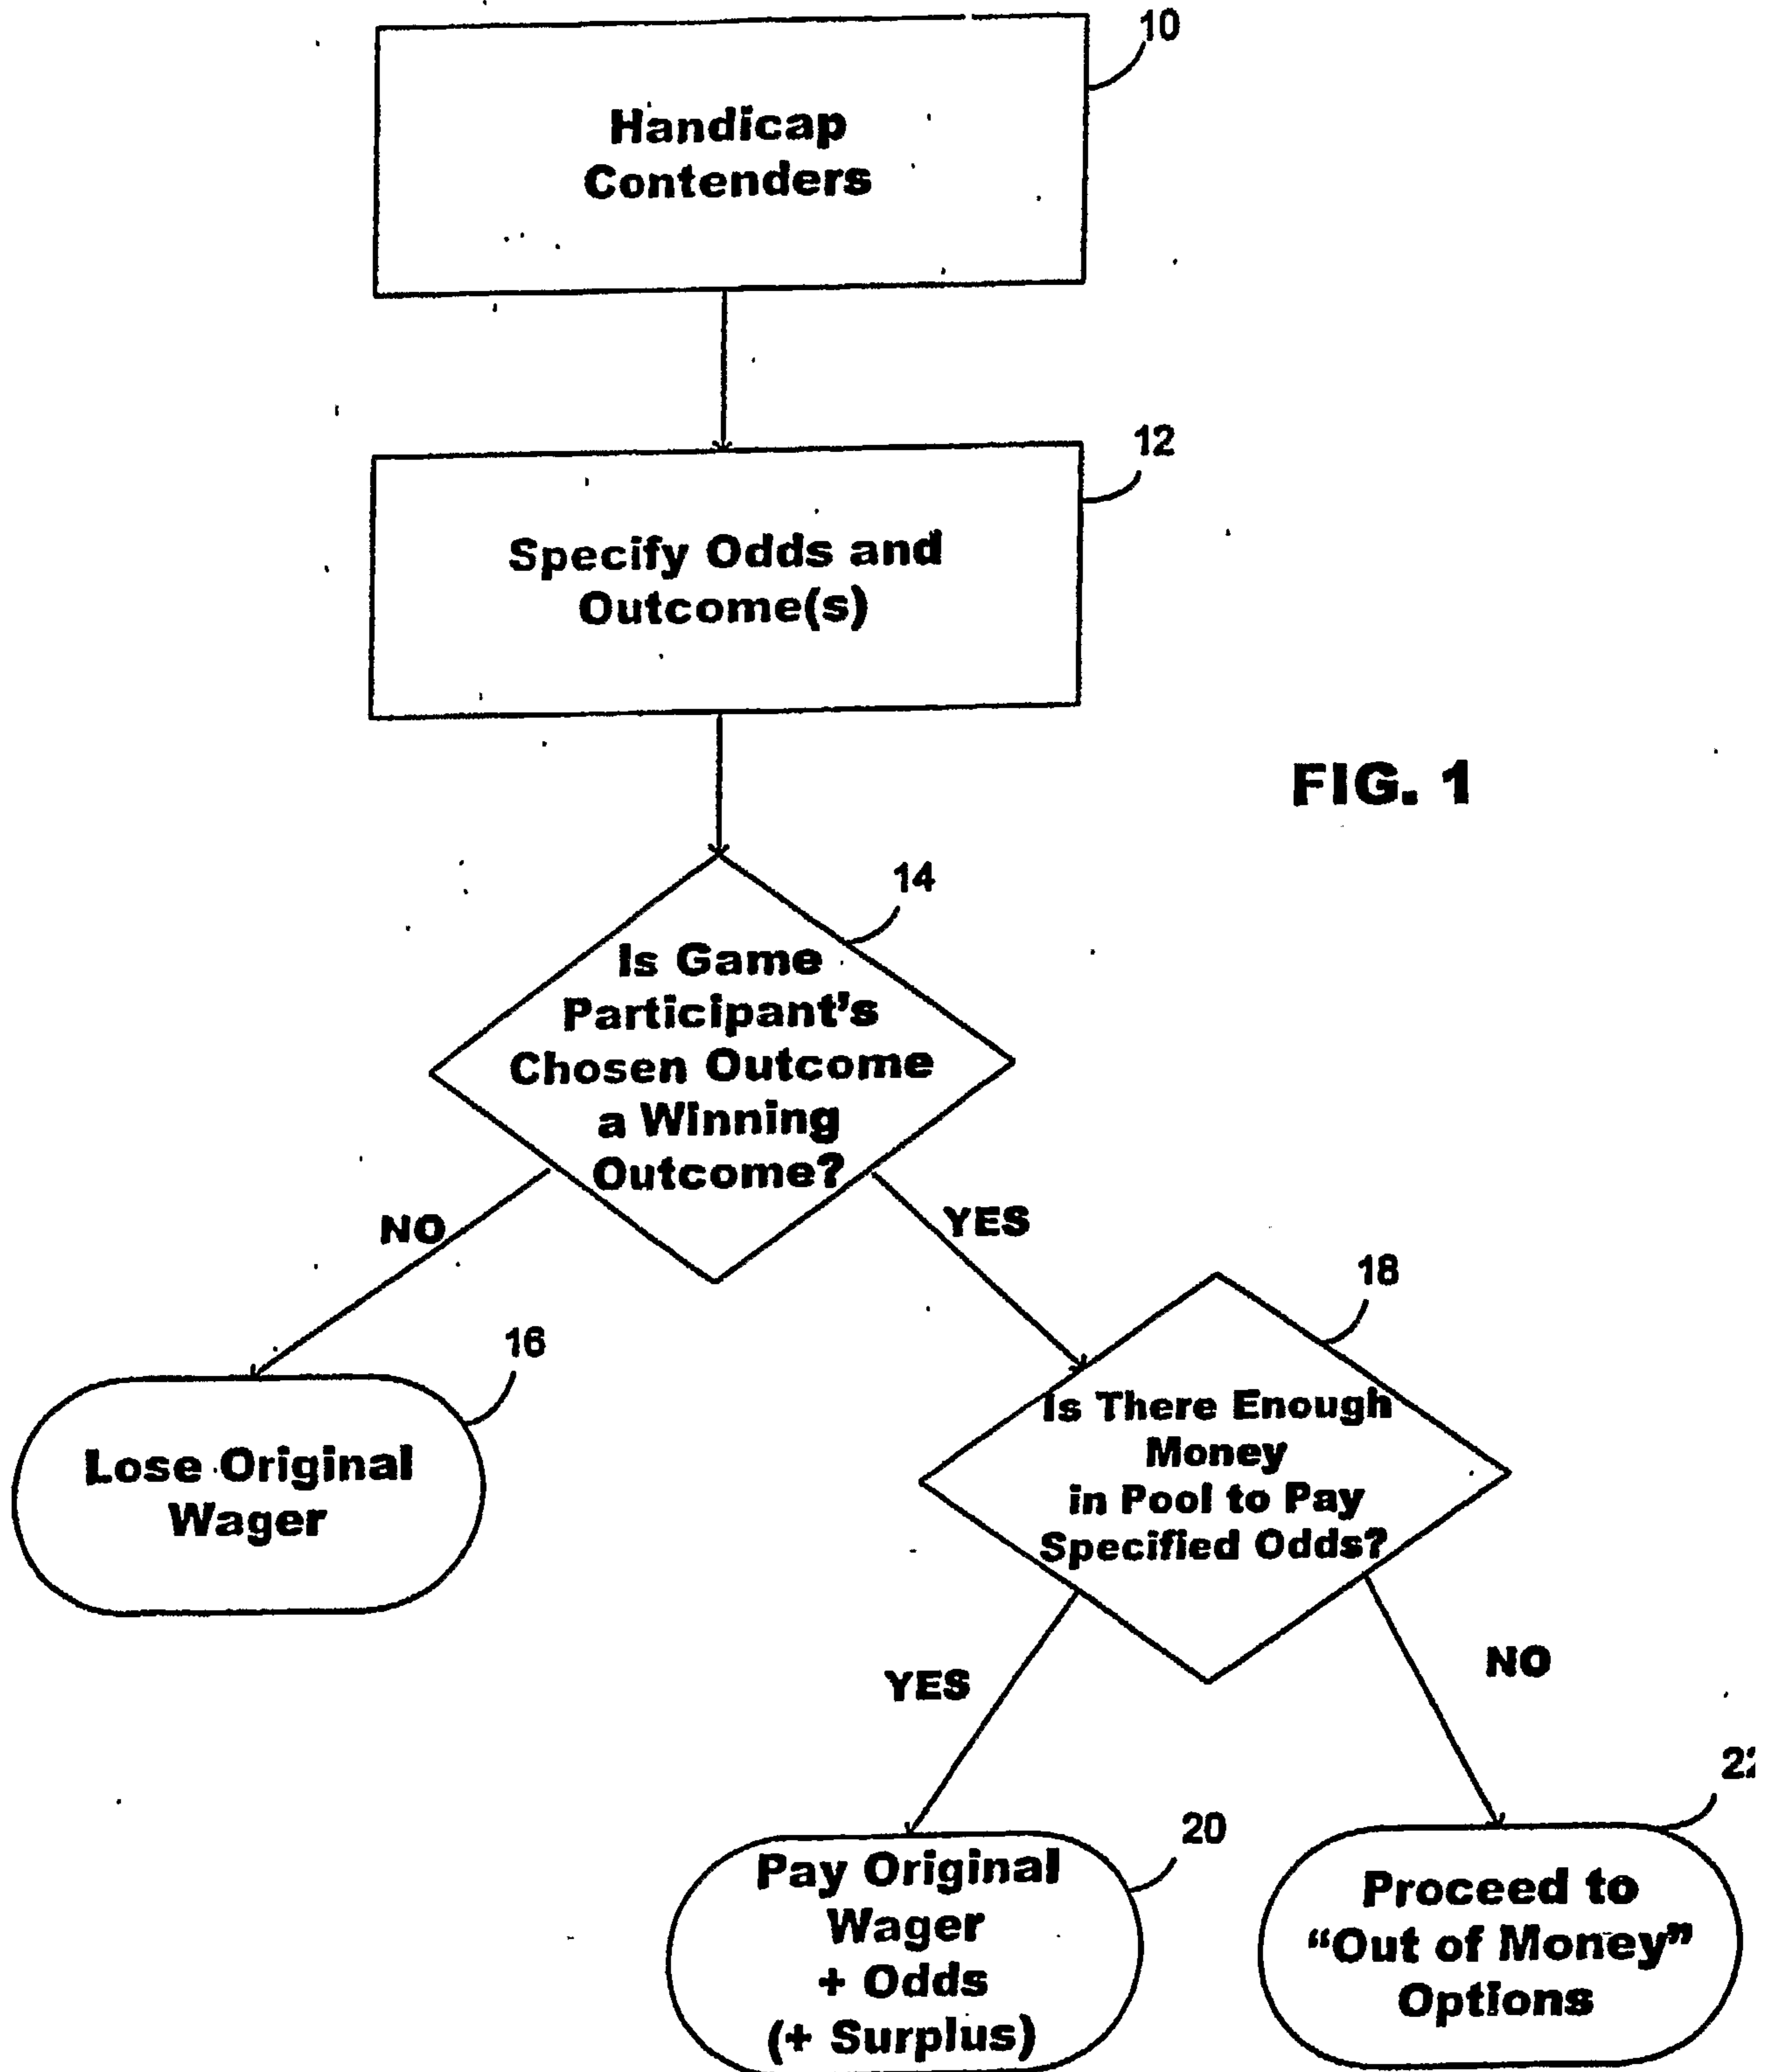 10
Handicap
Contenders
12
Specify Odds and
Outcome(s)
FIG. 1
14
Is Game
Participant's
Chosen Outcome
a Winning
Outcome?
NO
YES
18
16
Is There Enough
Money
in Pool to Pay
Specified Odds?
Lose Original
Wager
YES
NO
20
Pay Original
Wager
+ Odds
(+ Surplus)
Proceed to
“Out of Money”
Options